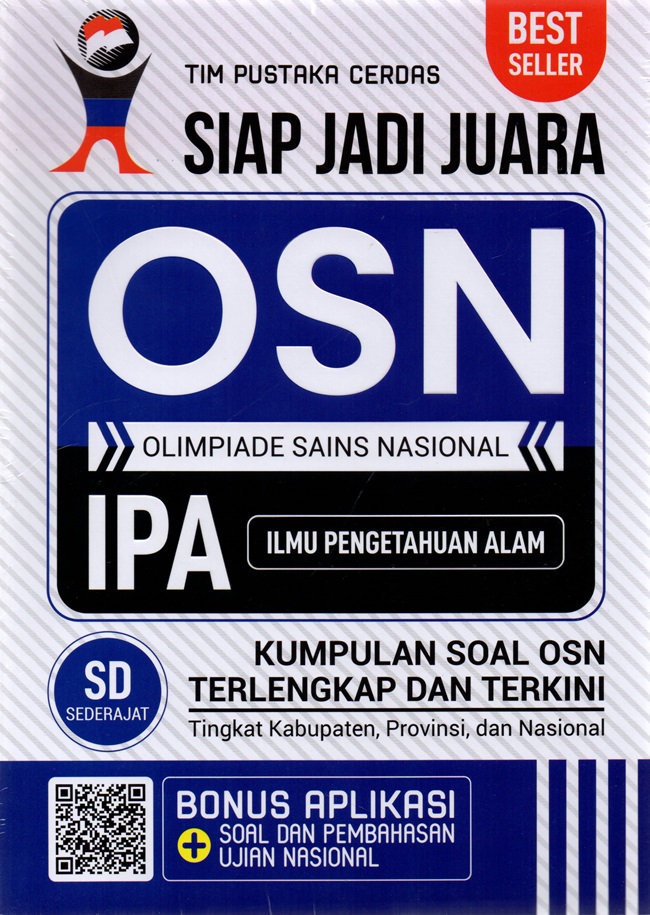 BEST
SELLER
TIM PUSTAKA CERDAS
SIAP JADI JUARA
OSN
OLIMPIADE SAINS NASIONAL
IPA
ILMU PENGETAHUAN ALAM
SD
SEDERAJAT
KUMPULAN SOAL OSN
TERLENGKAP DAN TERKINI
Tingkat Kabupaten, Provinsi, dan Nasional
BONUS APLIKASI
+ SOAL DAN PEMBAHASAN
UJIAN NASIONAL